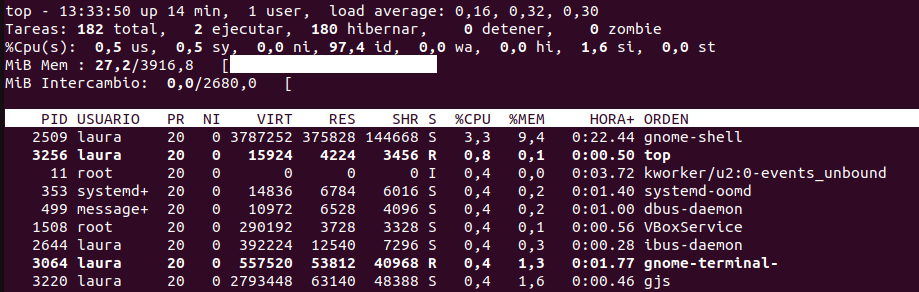 top - 13:33:50 up 14 min,  1 user,  load average: 0,16, 0,32, 0,30
Tareas: 182 total,   2 ejecutar,  180 hibernar,   0 detener,   0 zombie
%Cpu(s):  0,5 us,  0,5 sy,  0,0 ni, 97,4 id,  0,0 wa,  0,0 hi,  1,6 si,  0,0 st
MiB Mem : 27,2/3916,8   [
MiB Intercambio:  0,0/2680,0   [
PID USUARIO   PR  NI    VIRT    RES    SHR S  %CPU  %MEM     HORA+ ORDEN
2509 laura     20   0 3787252 375828 144668 S   3,3   9,4   0:22.44 gnome-shell
3256 laura     20   0   15924   4224   3456 R   0,8   0,1   0:00.50 top
11 root      20   0       0      0      0 I   0,4   0,0   0:03.72 kworker/u2:0-events_unbound
353 systemd+  20   0   14836   6784   6016 S   0,4   0,2   0:01.40 systemd-oomd
499 message+  20   0   10972   6528   4096 S   0,4   0,2   0:01.00 dbus-daemon
1508 root      20   0  290192   3728   3328 S   0,4   0,1   0:00.56 VBoxService
2644 laura     20   0  392224  12540   7296 S   0,4   0,3   0:00.28 ibus-daemon
3064 laura     20   0  557520  53812  40968 R   0,4   1,3   0:01.77 gnome-terminal-
3220 laura     20   0 2793448  63140  48388 S   0,4   1,6   0:00.46 gjs